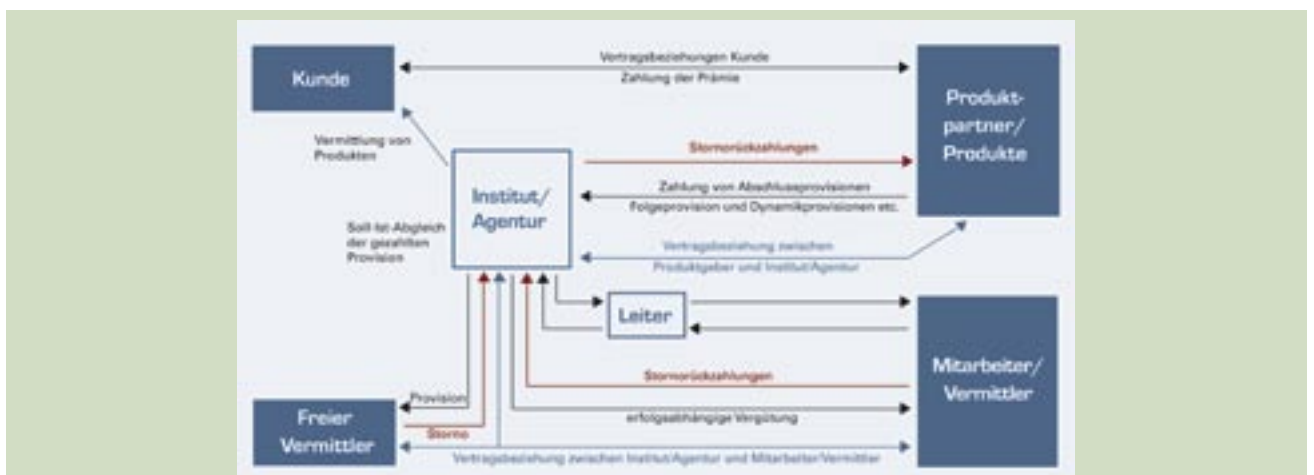 Kunde
Vertragsbeziehungen Kunde
Zahlung der Prämie
Produkt-
partner/
Produkte
Vermittlung von
Produkten
Institut/
Agentur
Stornorückzahlungen
Zahlung von Abschlussprovisionen
Folgeprovision und Dynamikprovisionen etc.
Soll-Ist-Abgleich
der gezahlten
Provision
Vertragsbeziehung zwischen
Produktgeber und Institut/Agentur
Leiter
Mitarbeiter/
Vermittler
Stornorückzahlungen
Provision
erfolgsabhängige Vergütung
Freier
Vermittler
Storno
Vertragsbeziehung zwischen Institut/Agentur und Mitarbeiter/Vermittler